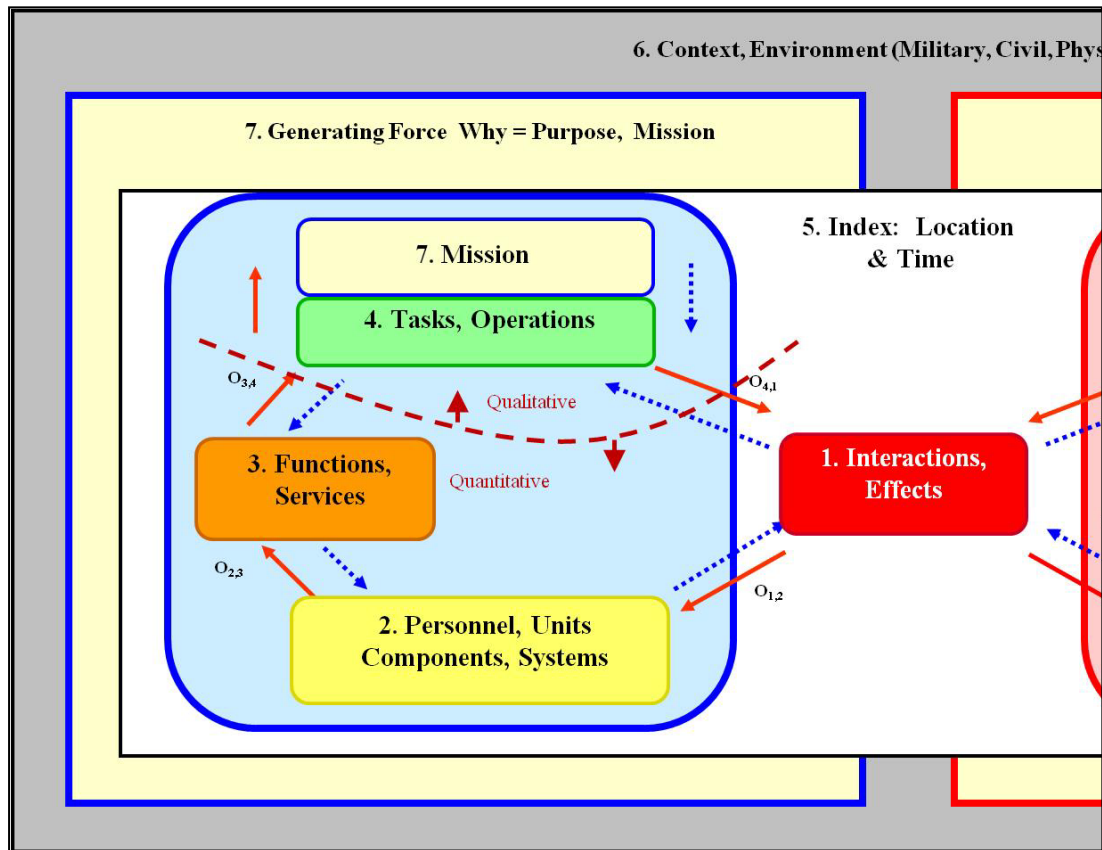 6. Context, Environment (Military, Civil, Phys
7. Generating Force Why = Purpose, Mission
5. Index: Location
& Time
7. Mission
4. Tasks, Operations
O3,4
O4,1
Qualitative
Quantitative
3. Functions,
Services
1. Interactions,
Effects
O2,3
O1,2
2. Personnel, Units
Components, Systems